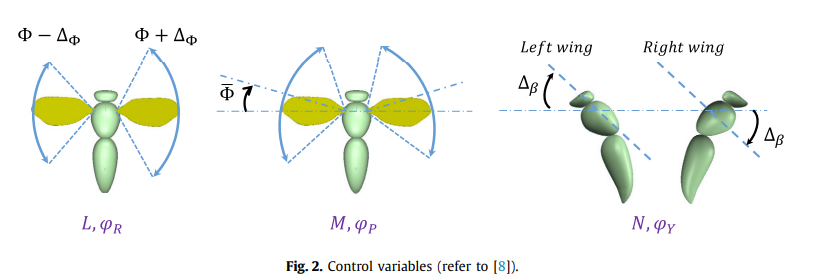 Φ − Δ_Φ
Φ + Δ_Φ
Φ̅
Left wing
Right wing
Δ_β
Δ_β
L, φ_R
M, φ_P
N, φ_Y
Fig. 2. Control variables (refer to [8]).